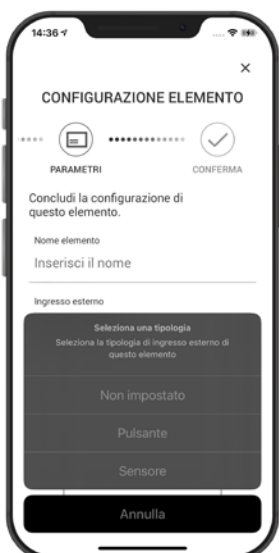 14:36
CONFIGURAZIONE ELEMENTO
PARAMETRI
CONFERMA
Concludi la configurazione di
questo elemento.
Nome elemento
Inserisci il nome
Ingresso esterno
Seleziona una tipologia
Seleziona la tipologia di ingresso esterno di
questo elemento
Non impostato
Pulsante
Sensore
Annulla